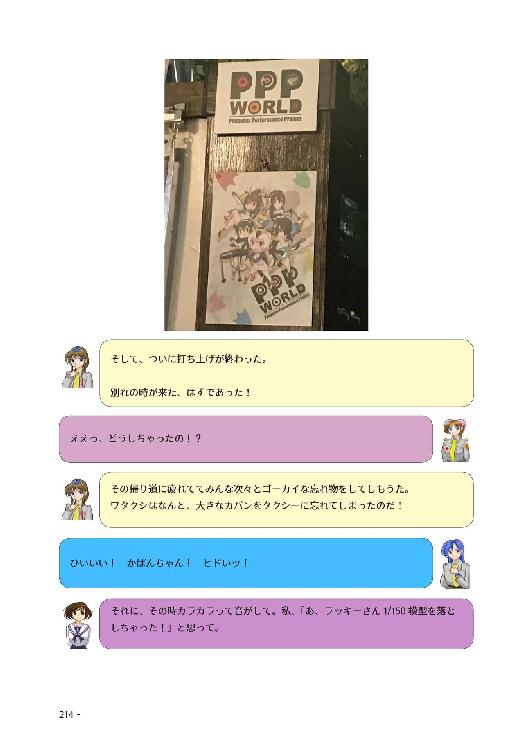 PPP
WORLD
Penguins Performance Project
PPP
WORLD
Penguins Performance Project
そして、ついに打ち上げが終わった。
別れの時が来た、はずであった！
ええっ、どうしちゃったの！？
その帰り道に疲れててみんな次々とゴーカイな忘れ物をしてしもうた。
ワタクシはなんと、大きなカバンをタクシーに忘れてしまったのだ！
ひいいい！　かばんちゃん！　ヒドいッ！
それに、その時カラカラって音がして。私、「あ、ラッキーさん1/150模型を落と
しちゃった！」と思って。
214 -